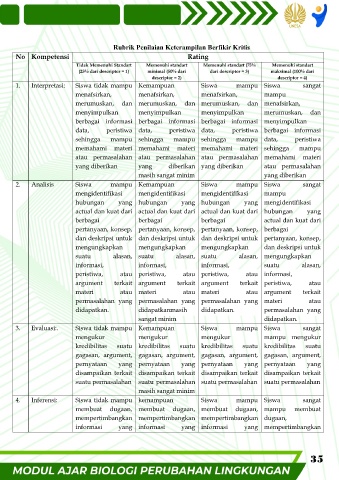 Rubrik Penilaian Keterampilan Berfikir Kritis
No Kompetensi Rating
Tidak Memenuhi Standart (25% dari descriptor = 1)
Memenuhi standart minimal (50% dari descriptor = 2)
Memenuhi standart (75% dari descriptor = 3)
Memenuhi standart maksimal (100% dari descriptor = 4)
1. Interpretasi:
Siswa tidak mampu
menafsirkan,
merumuskan, dan
menyimpulkan
berbagai informasi
data, peristiwa
sehingga mampu
memahami materi
atau permasalahan
yang diberikan
Kemampuan
menafsirkan,
merumuskan, dan
menyimpulkan
berbagai informasi
data, peristiwa
sehingga mampu
memahami materi
atau permasalahan
yang diberikan
masih sangat minim
Siswa mampu
menafsirkan,
merumuskan, dan
menyimpulkan
berbagai informasi
data, peristiwa
sehingga mampu
memahami materi
atau permasalahan
yang diberikan
Siswa sangat
mampu
menafsirkan,
merumuskan, dan
menyimpulkan
berbagai informasi
data, peristiwa
sehingga mampu
memahami materi
atau permasalahan
yang diberikan
2. Analisis
Siswa mampu
mengidentifikasi
hubungan yang
actual dan kuat dari
berbagai
pertanyaan, konsep,
dan deskripsi untuk
mengungkapkan
suatu alasan,
informasi,
peristiwa, atau
argument terkait
materi atau
permasalahan yang
didapatkan.
Kemampuan
mengidentifikasi
hubungan yang
actual dan kuat dari
berbagai
pertanyaan, konsep,
dan deskripsi untuk
mengungkapkan
suatu alasan,
informasi,
peristiwa, atau
argument terkait
materi atau
permasalahan yang
didapatkanmasih
sangat minim
Siswa mampu
mengidentifikasi
hubungan yang
actual dan kuat dari
berbagai
pertanyaan, konsep,
dan deskripsi untuk
mengungkapkan
suatu alasan,
informasi,
peristiwa, atau
argument terkait
materi atau
permasalahan yang
didapatkan.
Siswa sangat
mampu
mengidentifikasi
hubungan yang
actual dan kuat dari
berbagai
pertanyaan, konsep,
dan deskripsi untuk
mengungkapkan
suatu alasan,
informasi,
peristiwa, atau
argument terkait
materi atau
permasalahan yang
didapatkan.
3. Evaluasi:
Siswa tidak mampu
mengukur
kredibilitas suatu
gagasan, argument,
pernyataan yang
disampaikan terkait
suatu permasalahan
Kemampuan
mengukur
kredibilitas suatu
gagasan, argument,
pernyataan yang
disampaikan terkait
suatu permasalahan
masih sangat minim
Siswa mampu
mengukur
kredibilitas suatu
gagasan, argument,
pernyataan yang
disampaikan terkait
suatu permasalahan
Siswa sangat
mampu mengukur
kredibilitas suatu
gagasan, argument,
pernyataan yang
disampaikan terkait
suatu permasalahan
4. Inferensi:
Siswa tidak mampu
membuat dugaan,
mempertimbangkan
informasi yang
kemampuan
membuat dugaan,
mempertimbangkan
informasi yang
Siswa mampu
membuat dugaan,
mempertimbangkan
informasi yang
Siswa sangat
mampu membuat
dugaan,
mempertimbangkan
35
MODUL AJAR BIOLOGI PERUBAHAN LINGKUNGAN